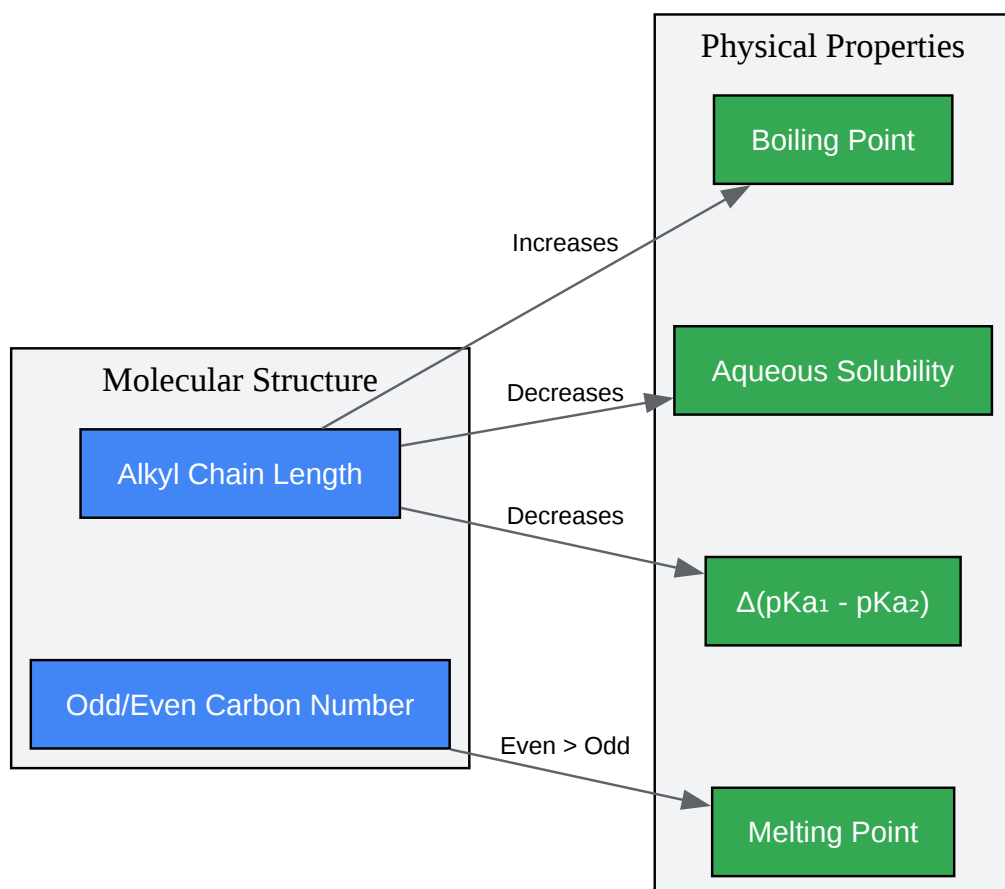 Physical Properties
Boiling Point
Increases
Aqueous Solubility
Molecular Structure
Decreases
Alkyl Chain Length
Decreases
Δ(pKa₁ - pKa₂)
Odd/Even Carbon Number
Even > Odd
Melting Point